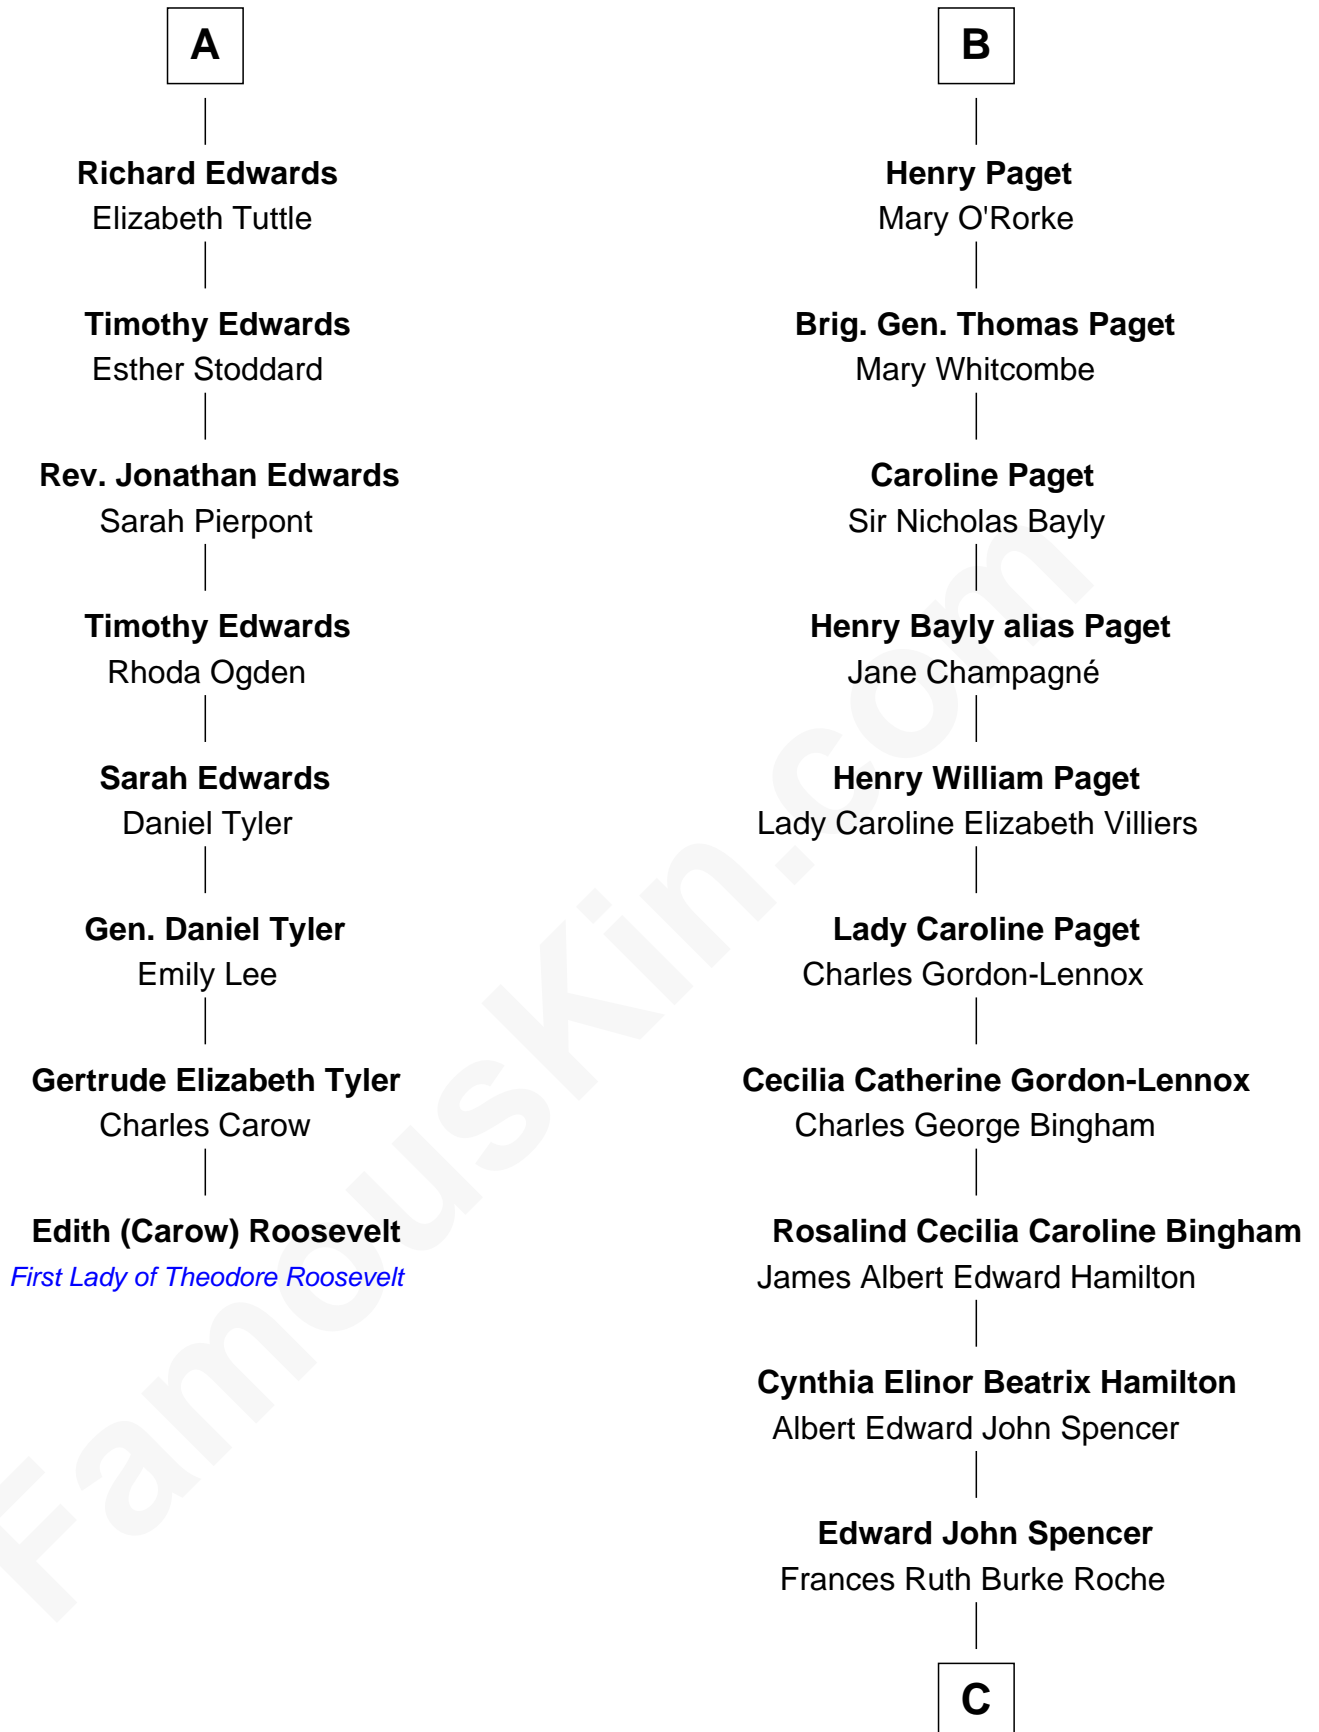 A
Richard Edwards
Elizabeth Tuttle
Timothy Edwards
Esther Stoddard
Rev. Jonathan Edwards
Sarah Pierpont
Timothy Edwards
Rhoda Ogden
Sarah Edwards
Daniel Tyler
Gen. Daniel Tyler
Emily Lee
Gertrude Elizabeth Tyler
Charles Carow
Edith (Carow) Roosevelt
First Lady of Theodore Roosevelt
B
Henry Paget
Mary O'Rorke
Brig. Gen. Thomas Paget
Mary Whitcombe
Caroline Paget
Sir Nicholas Bayly
Henry Bayly alias Paget
Jane Champagné
Henry William Paget
Lady Caroline Elizabeth Villiers
Lady Caroline Paget
Charles Gordon-Lennox
Cecilia Catherine Gordon-Lennox
Charles George Bingham
Rosalind Cecilia Caroline Bingham
James Albert Edward Hamilton
Cynthia Elinor Beatrix Hamilton
Albert Edward John Spencer
Edward John Spencer
Frances Ruth Burke Roche
C
FamousKin.com